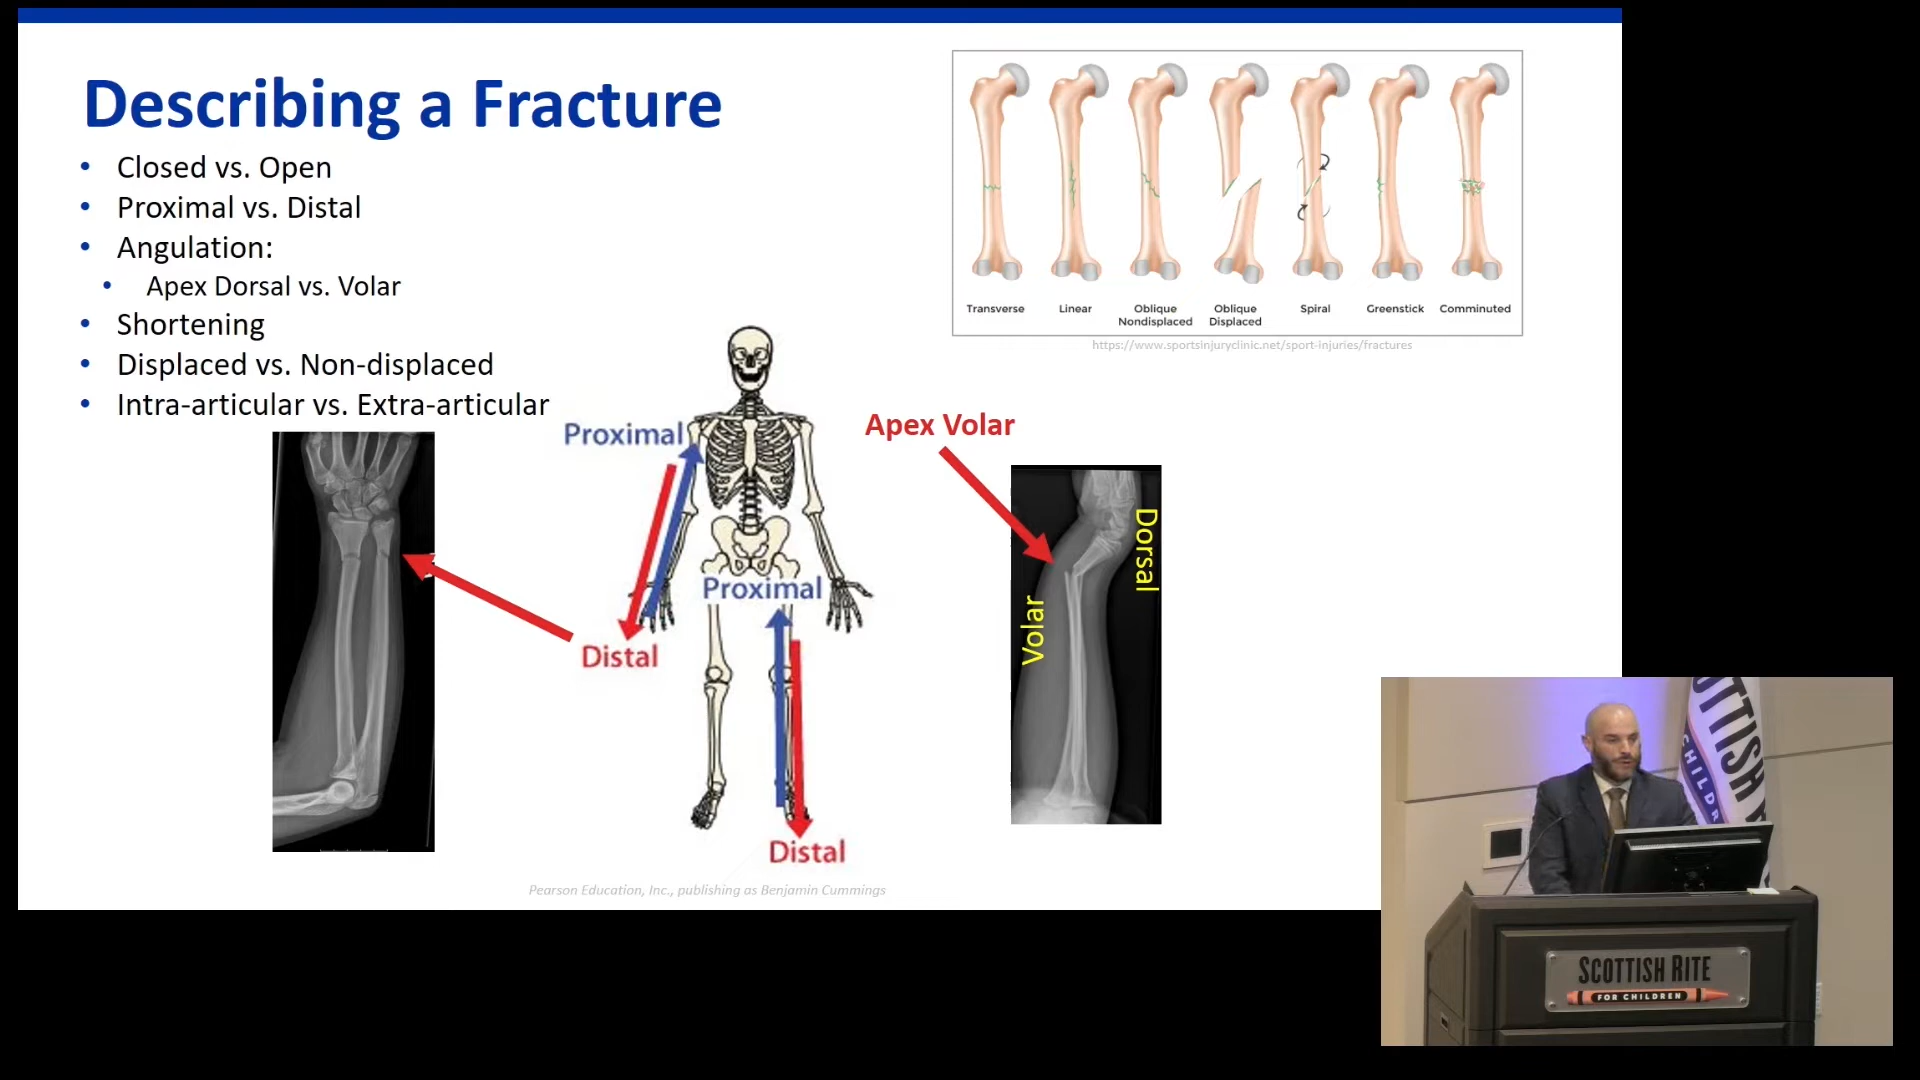 Describing a Fracture
• Closed vs. Open
• Proximal vs. Distal
• Angulation:
• Apex Dorsal vs. Volar
• Shortening
• Displaced vs. Non-displaced
• Intra-articular vs. Extra-articular
Transverse
Linear
Oblique
Nondisplaced
Oblique
Displaced
Spiral
Greenstick
Comminuted
https://www.sportsinjuryclinic.net/sport-injuries/fractures
Proximal
Distal
Proximal
Distal
Apex Volar
Volar
Dorsal
Pearson Education, Inc., publishing as Benjamin Cummings
SCOTTISH RITE
FOR CHILDREN